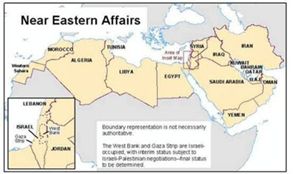 Near Eastern Affairs
MOROCCO
TUNISIA
ALGERIA
LIBYA
EGYPT
Western
Sahara
Area of
Inset Map
SYRIA
IRAQ
IRAN
KUWAIT
BAHRAIN
QATAR
U.A.E.
OMAN
SAUDI ARABIA
YEMEN
LEBANON
ISRAEL
West
Bank
Gaza
Strip
JORDAN
Boundary representation is not necessarily
authoritative.
The West Bank and Gaza Strip are Israeli-
occupied, with interim status subject to
Israeli-Palestinian negotiations--final status
to be determined.